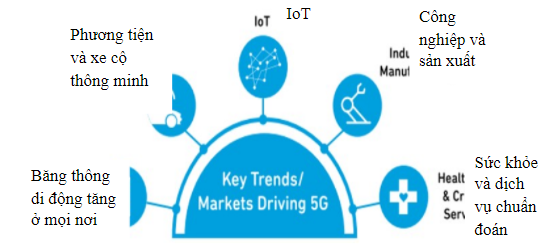 IoT
IoT
Phương tiện
và xe cộ
thông minh
Công
nghiệp và
sản xuất
Băng thông
di động tăng
ở mọi nơi
Key Trends/
Markets Driving 5G
Sức khỏe
và dịch
vụ chuẩn
đoán